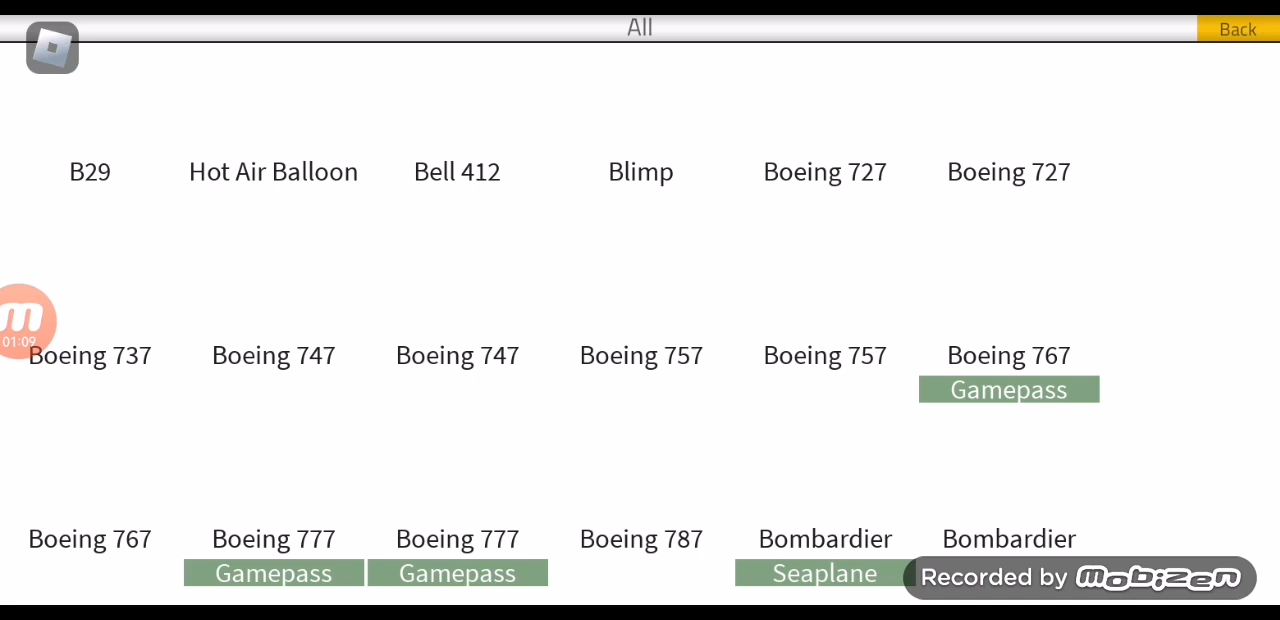 All
Back
B29 Hot Air Balloon Bell 412 Blimp Boeing 727 Boeing 727
01:09
Boeing 737 Boeing 747 Boeing 747 Boeing 757 Boeing 757 Boeing 767
Gamepass
Boeing 767 Boeing 777 Boeing 777 Boeing 787 Bombardier Bombardier
Gamepass Gamepass Seaplane
Recorded by mobizen